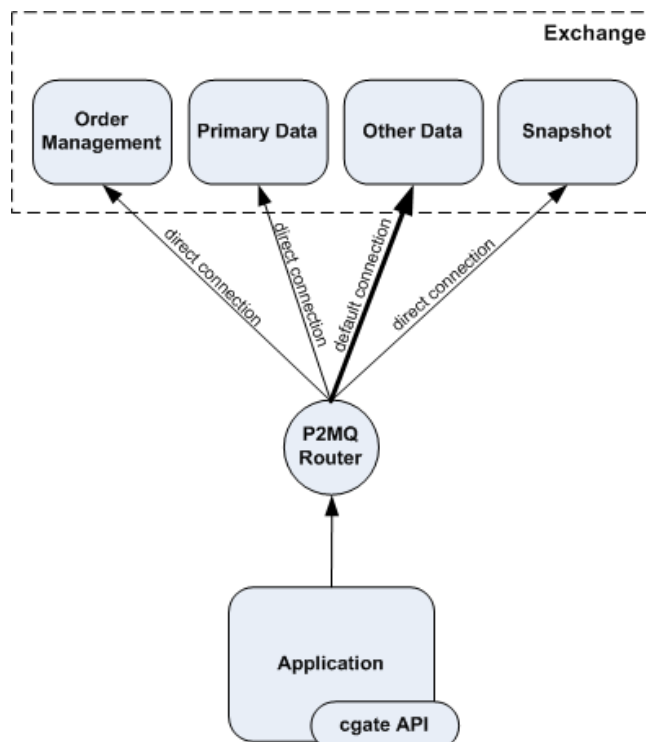 Exchange
Order
Management
Primary Data
Other Data
Snapshot
direct connection
direct connection
default connection
direct connection
P2MQ
Router
Application
cgate API